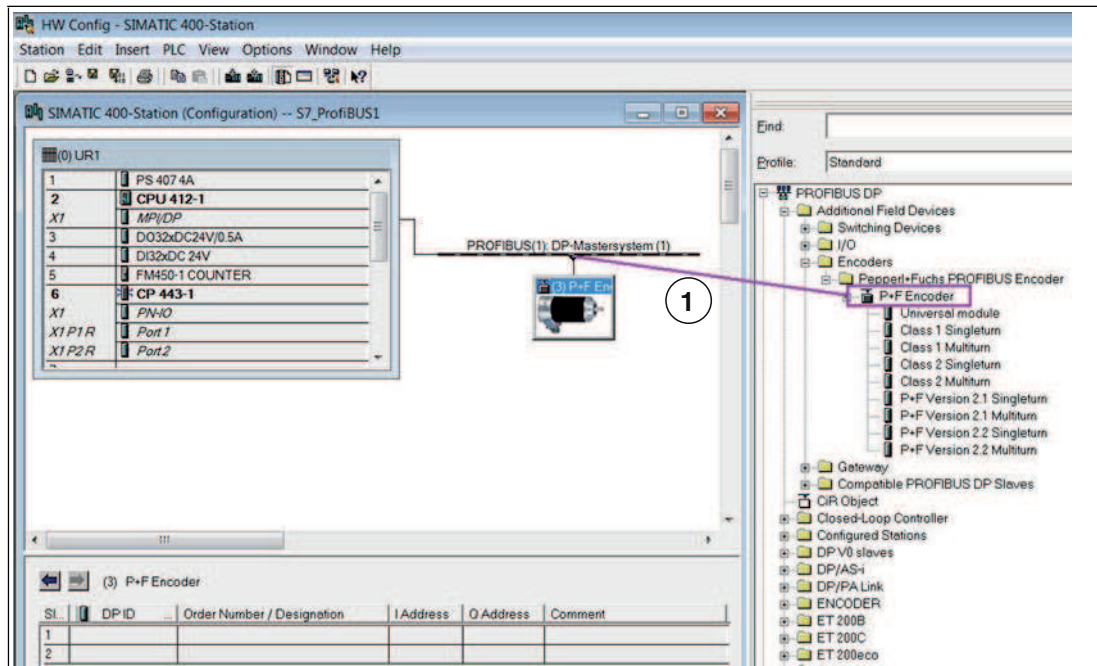 HW Config - SIMATIC 400-Station
Station Edit Insert PLC View Options Window Help
SIMATIC 400-Station (Configuration) -- S7_ProfiBUS1
(0) UR1
1 PS 407 4A
2 CPU 412-1
X1 MPI/DP
3 DO32xDC24V/0.5A
4 DI32xDC 24V
5 FM450-1 COUNTER
6 CP 443-1
X1 PN-IO
X1 P1 R Port 1
X1 P2 R Port 2
PROFIBUS(1): DP-Mastersystem (1)
(3) P+F En
1
Find:
Profile: Standard
PROFIBUS DP
Additional Field Devices
Switching Devices
I/O
Encoders
Pepperl+Fuchs PROFIBUS Encoder
P+F Encoder
Universal module
Class 1 Singleturn
Class 1 Multiturn
Class 2 Singleturn
Class 2 Multiturn
P+F Version 2.1 Singleturn
P+F Version 2.1 Multiturn
P+F Version 2.2 Singleturn
P+F Version 2.2 Multiturn
Gateway
Compatible PROFIBUS DP Slaves
CiR Object
Closed-Loop Controller
Configured Stations
DP V0 slaves
DP/AS-i
DP/PA Link
ENCODER
ET 200B
ET 200C
ET 200eco
(3) P+F Encoder
Sl... DP ID ... Order Number / Designation I Address Q Address Comment
1
2